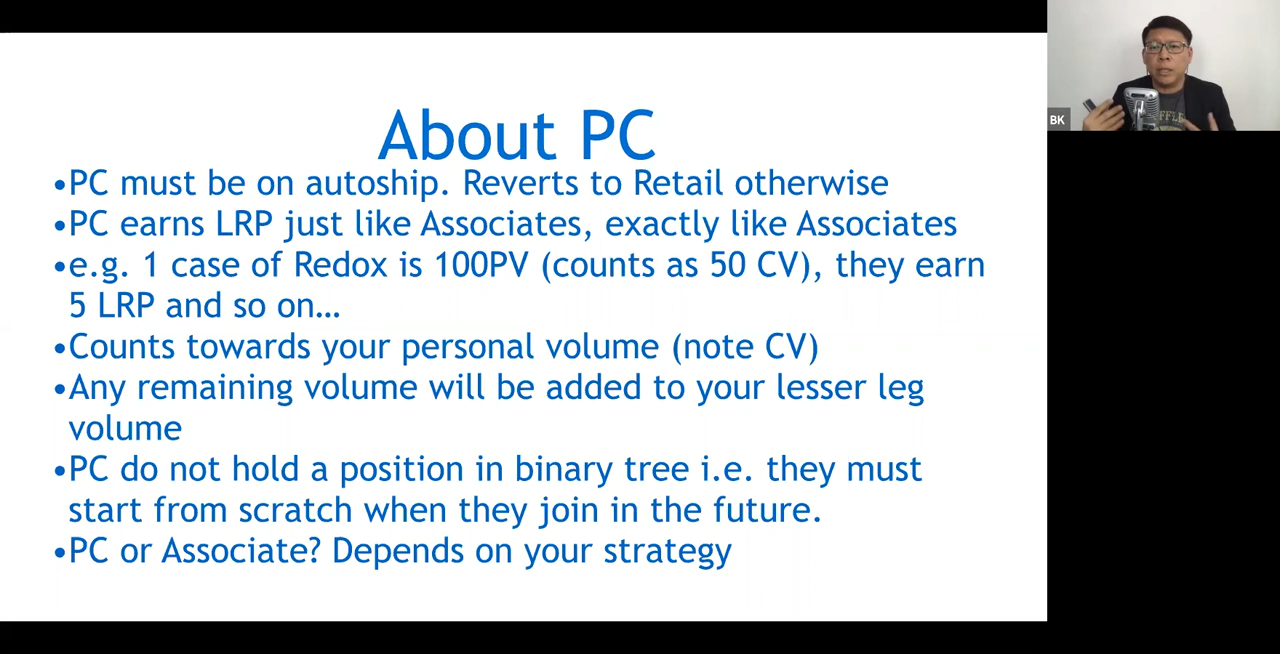 About PC
•PC must be on autoship. Reverts to Retail otherwise
•PC earns LRP just like Associates, exactly like Associates
•e.g. 1 case of Redox is 100PV (counts as 50 CV), they earn
5 LRP and so on…
•Counts towards your personal volume (note CV)
•Any remaining volume will be added to your lesser leg
volume
•PC do not hold a position in binary tree i.e. they must
start from scratch when they join in the future.
•PC or Associate? Depends on your strategy
BK